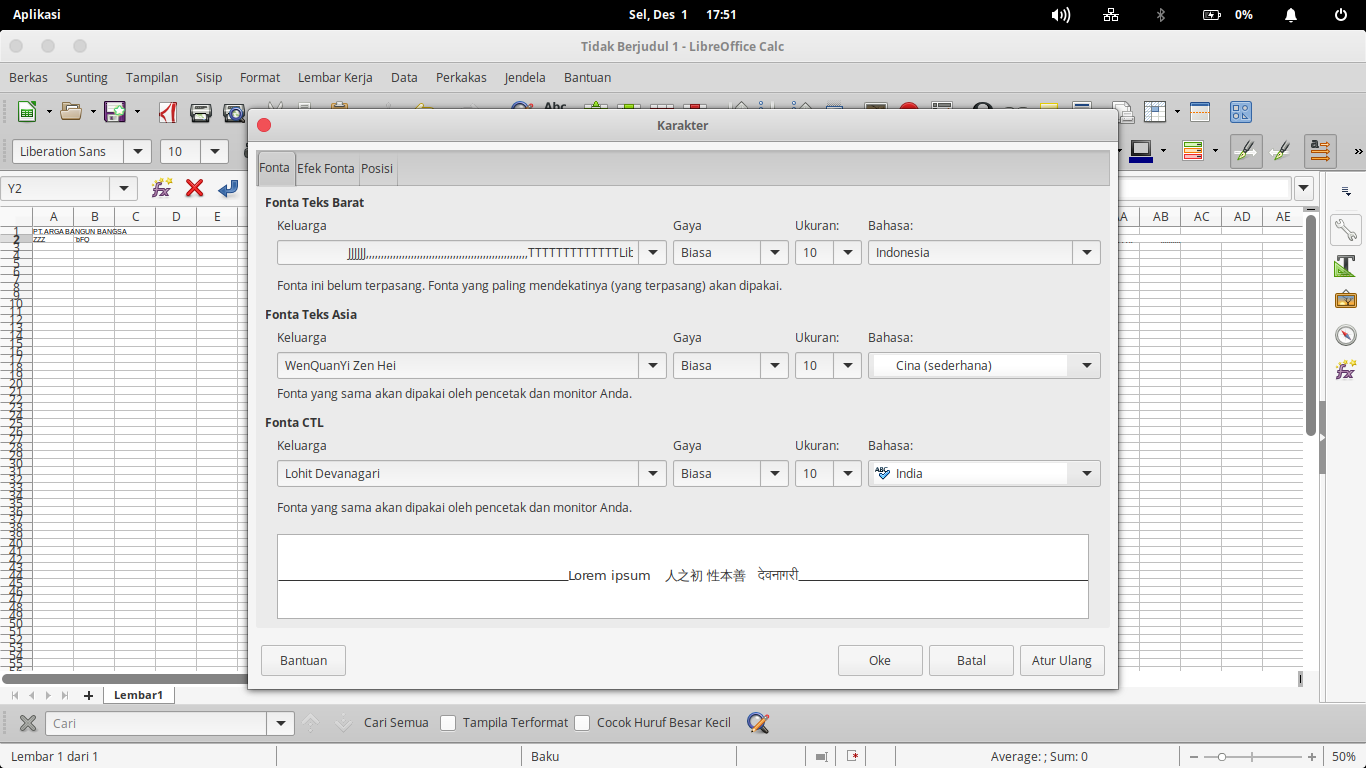 Aplikasi Sel, Des 1 17:51 0%
Tidak Berjudul 1 - LibreOffice Calc
Berkas Sunting Tampilan Sisip Format Lembar Kerja Data Perkakas Jendela Bantuan
Karakter
Liberation Sans 10
Fonta Efek Fonta Posisi
Y2
Fonta Teks Barat
A B C D E AA AB AC AD AE
Keluarga Gaya Ukuran: Bahasa:
1 PT. ARGA BANGUN BANGSA
2 ZZZ `bFQ
Biasa 10 Indonesia
Fonta ini belum terpasang. Fonta yang paling mendekatinya (yang terpasang) akan dipakai.
Fonta Teks Asia
Keluarga Gaya Ukuran: Bahasa:
WenQuanYi Zen Hei Biasa 10 Cina (sederhana)
Fonta yang sama akan dipakai oleh pencetak dan monitor Anda.
Fonta CTL
Keluarga Gaya Ukuran: Bahasa:
Lohit Devanagari Biasa 10 India
Fonta yang sama akan dipakai oleh pencetak dan monitor Anda.
Lorem ipsum 人之初 性本善 देवनागरी
Bantuan Oke Batal Atur Ulang
Lembar1
Cari Cari Semua Tampila Terformat Cocok Huruf Besar Kecil
Lembar 1 dari 1 Baku Average: ; Sum: 0 50%